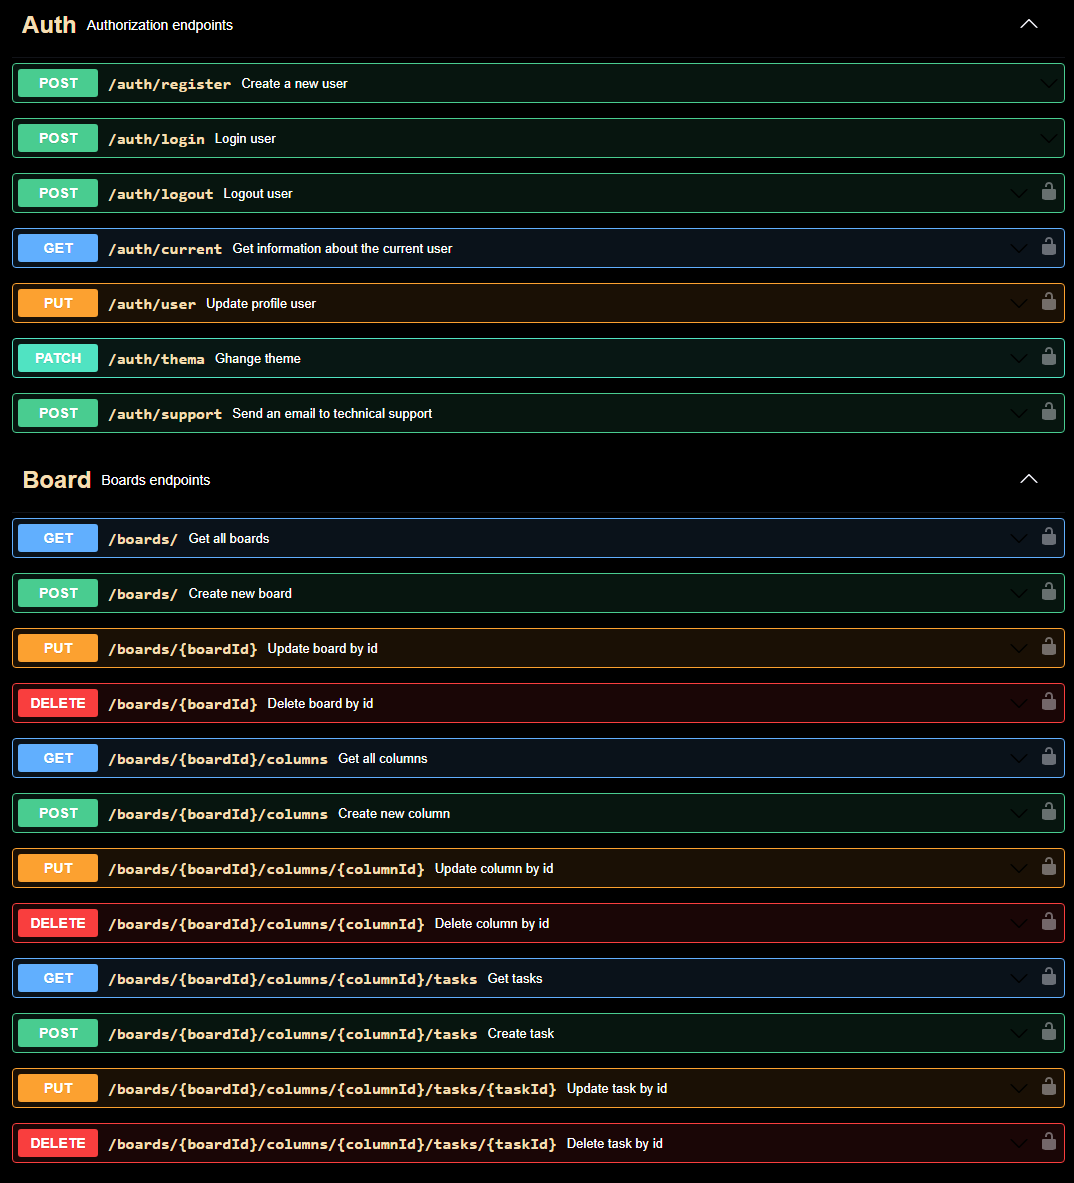 Auth Authorization endpoints
POST /auth/register Create a new user
POST /auth/login Login user
POST /auth/logout Logout user
GET /auth/current Get information about the current user
PUT /auth/user Update profile user
PATCH /auth/thema Ghange theme
POST /auth/support Send an email to technical support
Board Boards endpoints
GET /boards/ Get all boards
POST /boards/ Create new board
PUT /boards/{boardId} Update board by id
DELETE /boards/{boardId} Delete board by id
GET /boards/{boardId}/columns Get all columns
POST /boards/{boardId}/columns Create new column
PUT /boards/{boardId}/columns/{columnId} Update column by id
DELETE /boards/{boardId}/columns/{columnId} Delete column by id
GET /boards/{boardId}/columns/{columnId}/tasks Get tasks
POST /boards/{boardId}/columns/{columnId}/tasks Create task
PUT /boards/{boardId}/columns/{columnId}/tasks/{taskId} Update task by id
DELETE /boards/{boardId}/columns/{columnId}/tasks/{taskId} Delete task by id